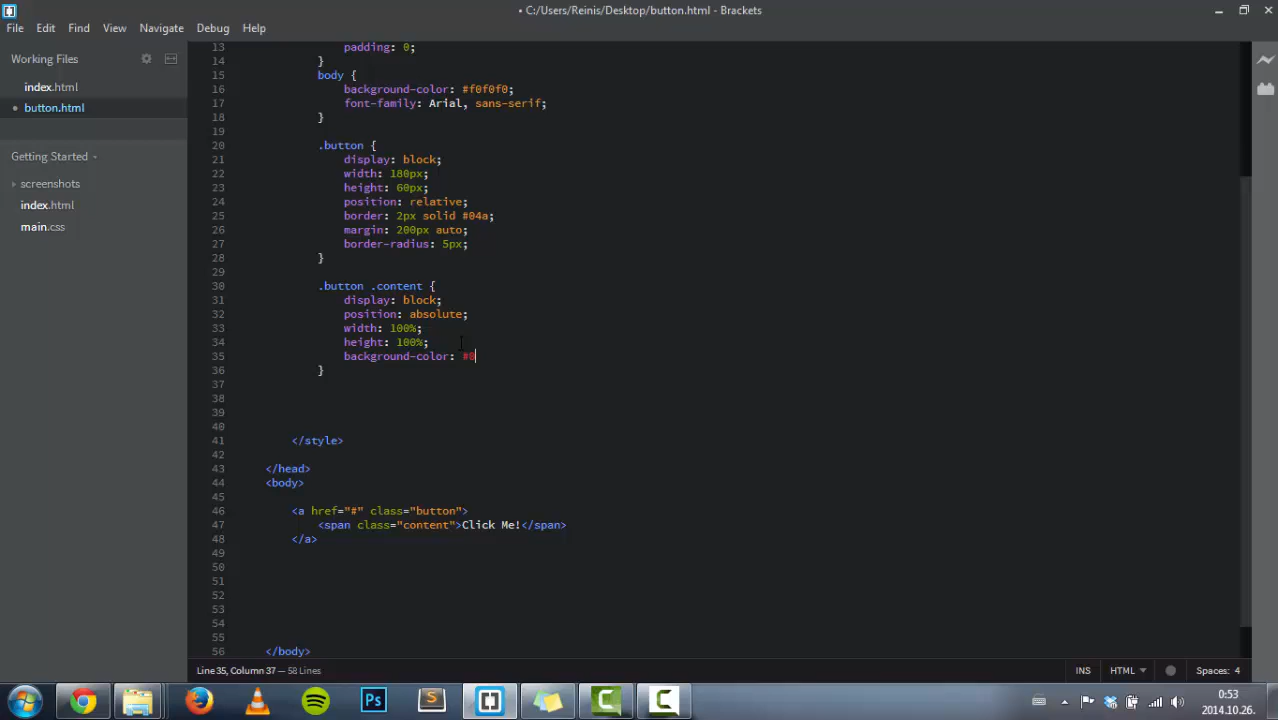 • C:/Users/Reinis/Desktop/button.html - Brackets
File Edit Find View Navigate Debug Help
Working Files
index.html
• button.html
Getting Started
screenshots
index.html
main.css
13 padding: 0;
14 }
15 body {
16 background-color: #f0f0f0;
17 font-family: Arial, sans-serif;
18 }
19
20 .button {
21 display: block;
22 width: 180px;
23 height: 60px;
24 position: relative;
25 border: 2px solid #04a;
26 margin: 200px auto;
27 border-radius: 5px;
28 }
29
30 .button .content {
31 display: block;
32 position: absolute;
33 width: 100%;
34 height: 100%;
35 background-color: #0
36 }
37
38
39
40
41 </style>
42
43 </head>
44 <body>
45
46 <a href="#" class="button">
47 <span class="content">Click Me!</span>
48 </a>
49
50
51
52
53
54
55
56 </body>
Line 35, Column 37 — 58 Lines
INS HTML Spaces: 4
Ps S
0:53
2014.10.26.